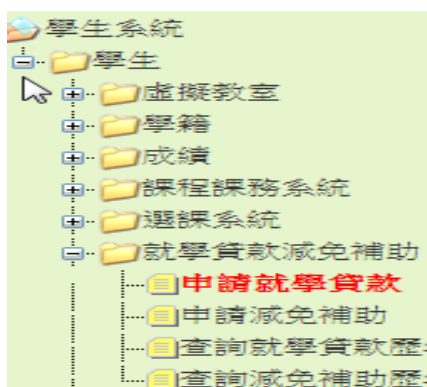 學生系統
學生
虛擬教室
學籍
成績
課程課務系統
選課系統
就學貸款減免補助
申請就學貸款
申請減免補助
查詢就學貸款歷
查詢減免補助歷